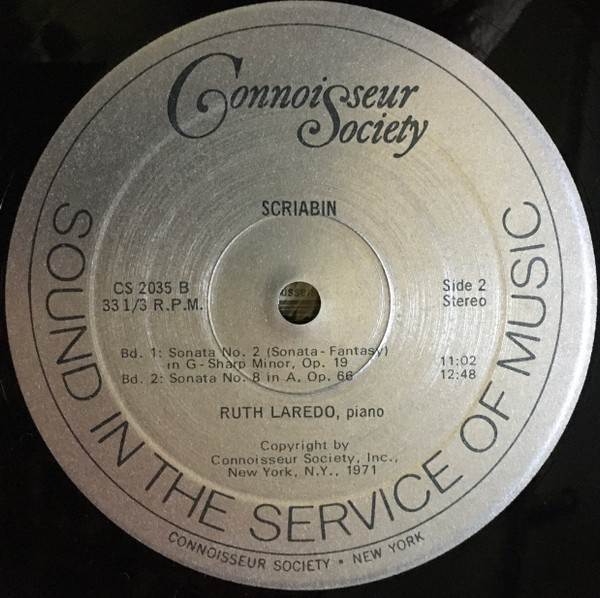 Connoisseur
Society
SCRIABIN
CS 2035 B
33 1/3 R.P.M.
Side 2
Stereo
Bd. 1: Sonata No. 2 (Sonata-Fantasy)
in G-Sharp Minor, Op. 19 11:02
Bd. 2: Sonata No. 8 in A, Op. 66 12:48
RUTH LAREDO, piano
Copyright by
Connoisseur Society, Inc.,
New York, N.Y., 1971
SOUND IN THE SERVICE OF MUSIC
CONNOISSEUR SOCIETY • NEW YORK